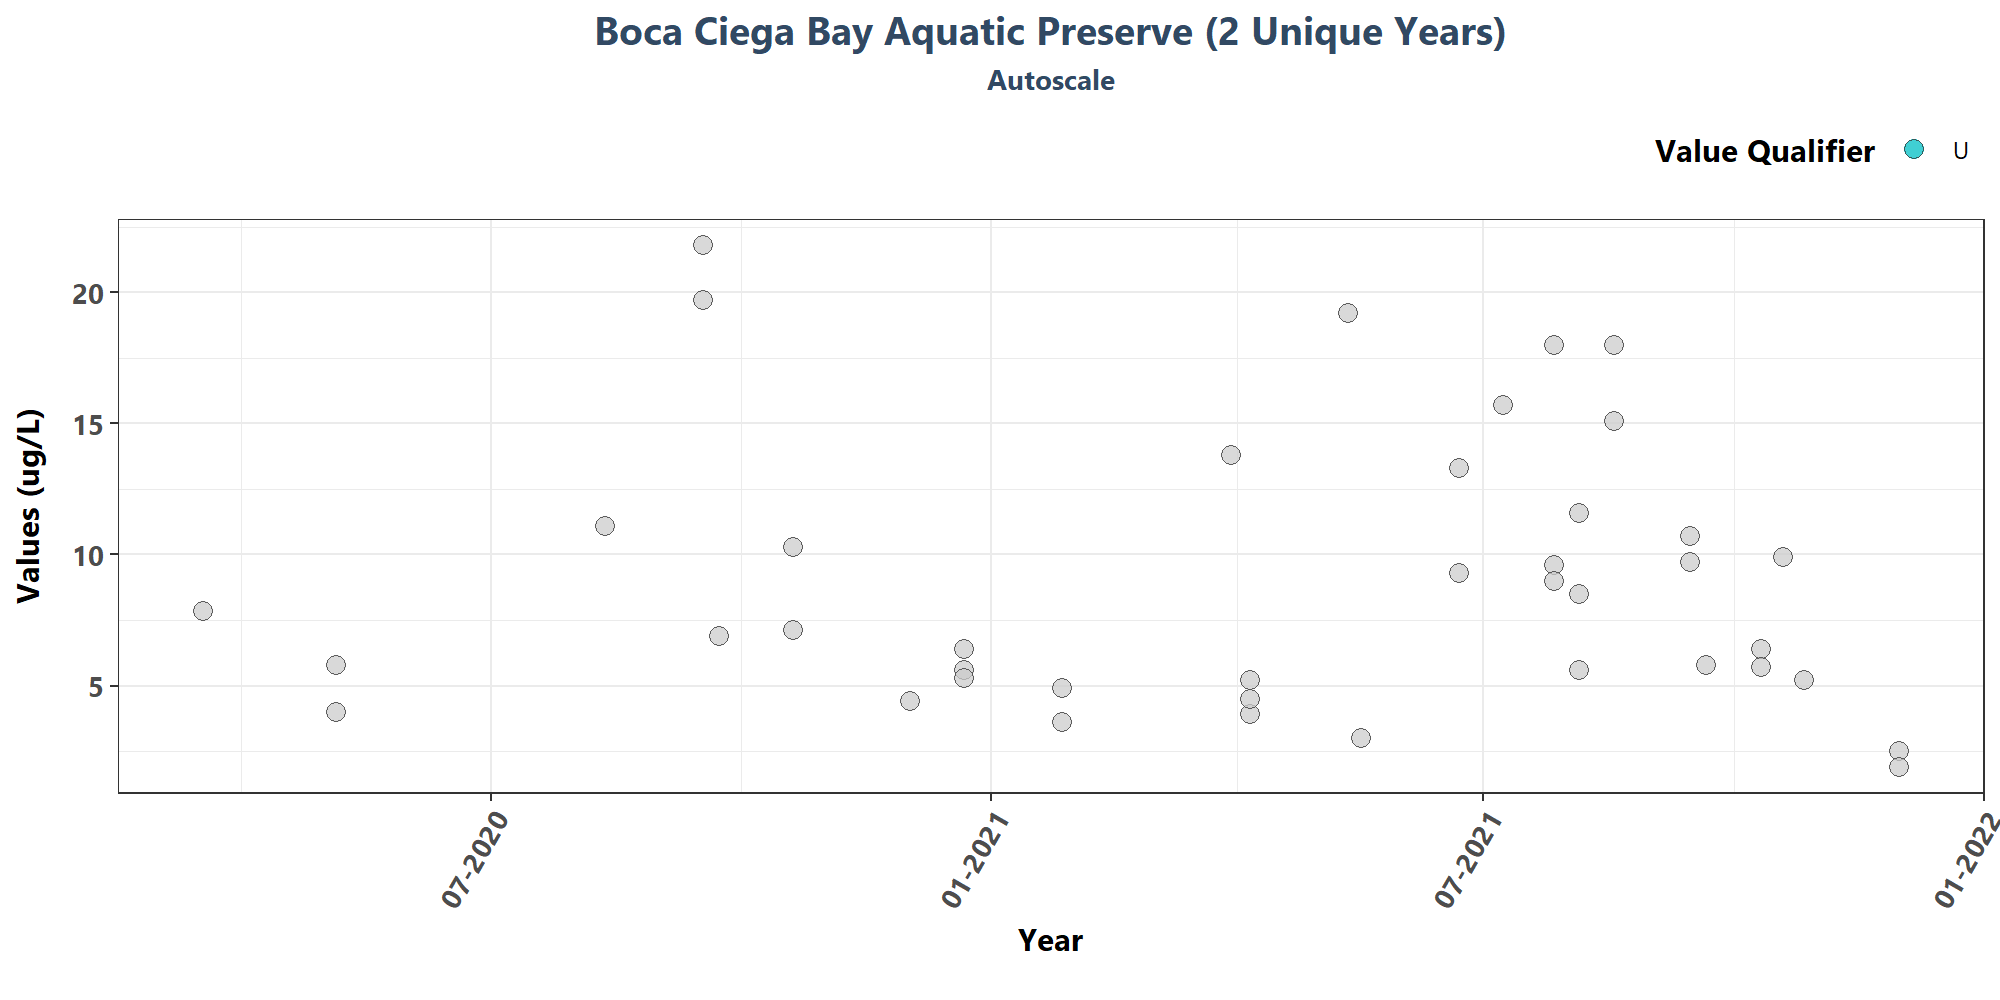 Boca Ciega Bay Aquatic Preserve (2 Unique Years)
Autoscale
Value Qualifier U
Values (ug/L)
20
15
10
5
07-2020
01-2021
07-2021
01-2022
Year